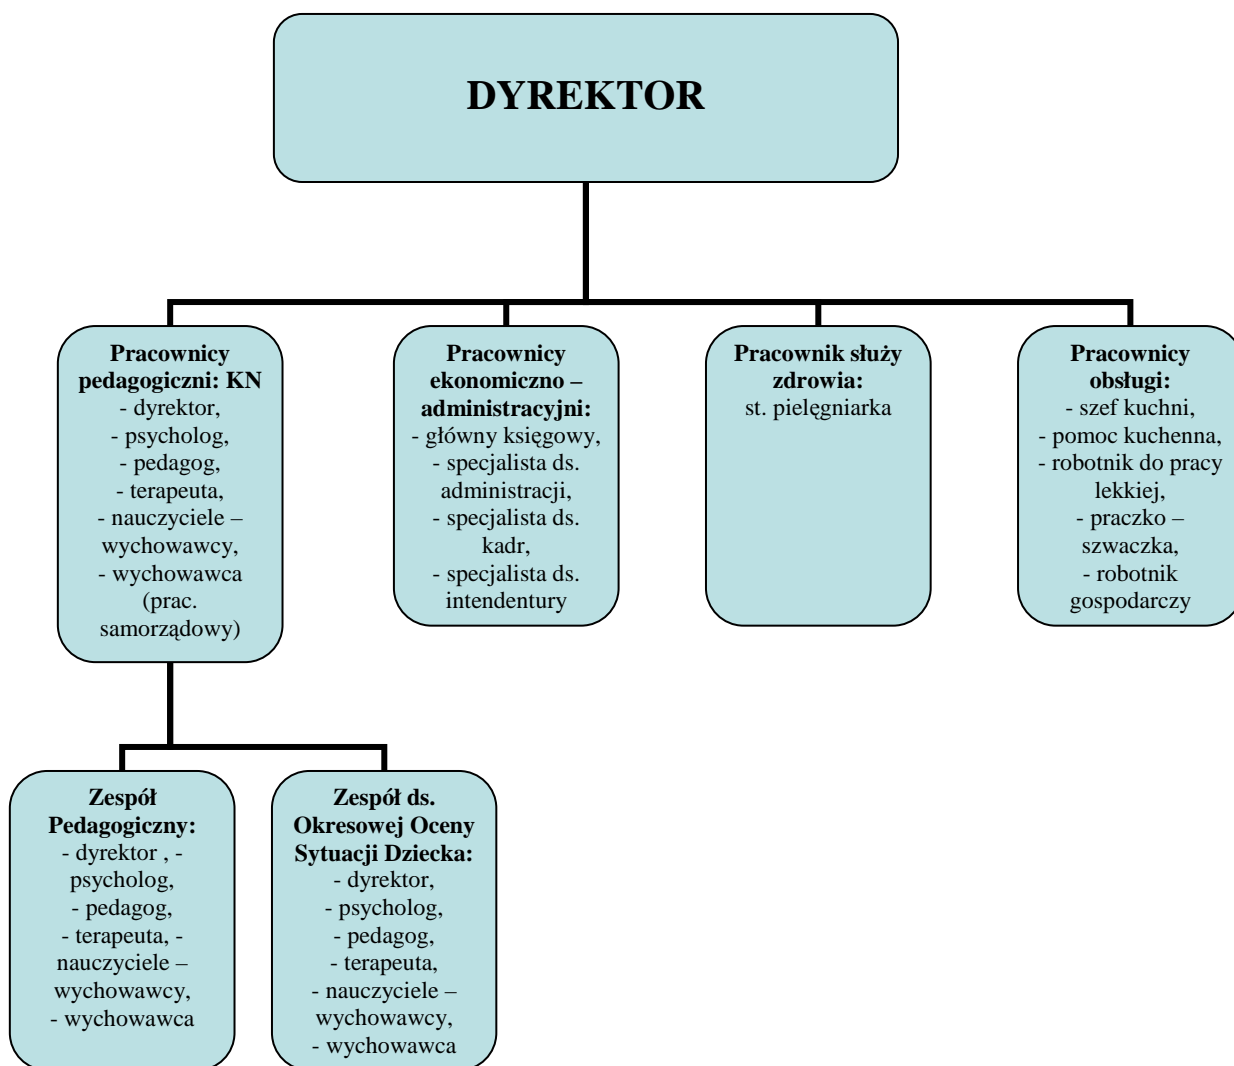 DYREKTOR
Pracownicy
pedagogiczni: KN
- dyrektor,
- psycholog,
- pedagog,
- terapeuta,
- nauczyciele –
wychowawcy,
- wychowawca
(prac.
samorządowy)
Pracownicy
ekonomiczno –
administracyjni:
- główny księgowy,
- specjalista ds.
administracji,
- specjalista ds.
kadr,
- specjalista ds.
intendentury
Pracownik służy
zdrowia:
st. pielęgniarka
Pracownicy
obsługi:
- szef kuchni,
- pomoc kuchenna,
- robotnik do pracy
lekkiej,
- praczko –
szwaczka,
- robotnik
gospodarczy
Zespół
Pedagogiczny:
- dyrektor , -
psycholog,
- pedagog,
- terapeuta, -
nauczyciele –
wychowawcy,
- wychowawca
Zespół ds.
Okresowej Oceny
Sytuacji Dziecka:
- dyrektor,
- psycholog,
- pedagog,
- terapeuta,
- nauczyciele –
wychowawcy,
- wychowawca